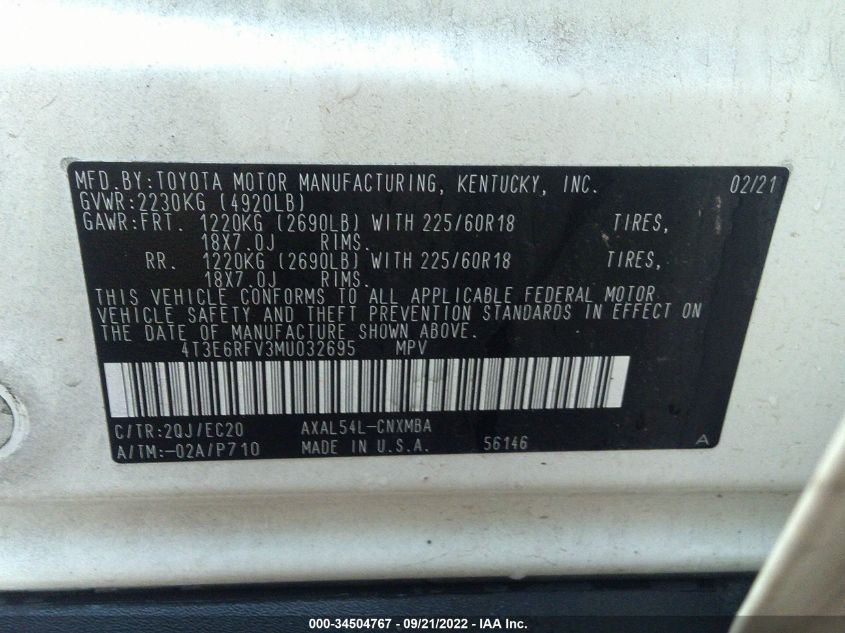 MFD.BY:TOYOTA MOTOR MANUFACTURING, KENTUCKY, INC. 02/21
GVWR:2230KG (4920LB)
GAWR:FRT. 1220KG (2690LB) WITH 225/60R18 TIRES,
18X7.0J RIMS.
RR. 1220KG (2690LB) WITH 225/60R18 TIRES,
18X7.0J RIMS.
THIS VEHICLE CONFORMS TO ALL APPLICABLE FEDERAL MOTOR
VEHICLE SAFETY AND THEFT PREVENTION STANDARDS IN EFFECT ON
THE DATE OF MANUFACTURE SHOWN ABOVE.
4T3E6RFV3MU032695 MPV
C/TR:2QJ/EC20 AXAL54L-CNXMBA
A/TM:-02A/P710 MADE IN U.S.A. 56146 A
000-34504767 - 09/21/2022 - IAA Inc.